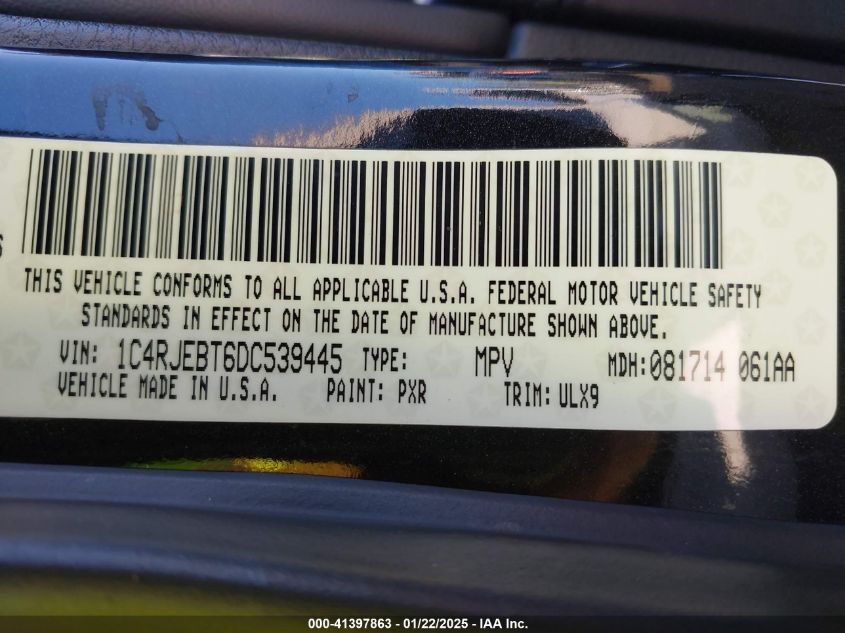 THIS VEHICLE CONFORMS TO ALL APPLICABLE U.S.A. FEDERAL MOTOR VEHICLE SAFETY
STANDARDS IN EFFECT ON THE DATE OF MANUFACTURE SHOWN ABOVE.
VIN: 1C4RJEBT6DC539445 TYPE: MPV MDH:081714 061AA
VEHICLE MADE IN U.S.A. PAINT: PXR TRIM: ULX9
000-41397863 - 01/22/2025 - IAA Inc.